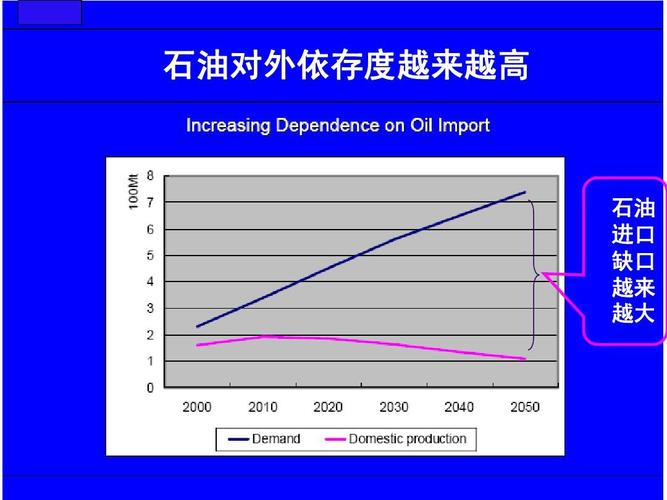 石油对外依存度越来越高
Increasing Dependence on Oil Import
100Mt
8
7
6
5
4
3
2
1
0
2000 2010 2020 2030 2040 2050
Demand Domestic production
石油
进口
缺口
越来
越大